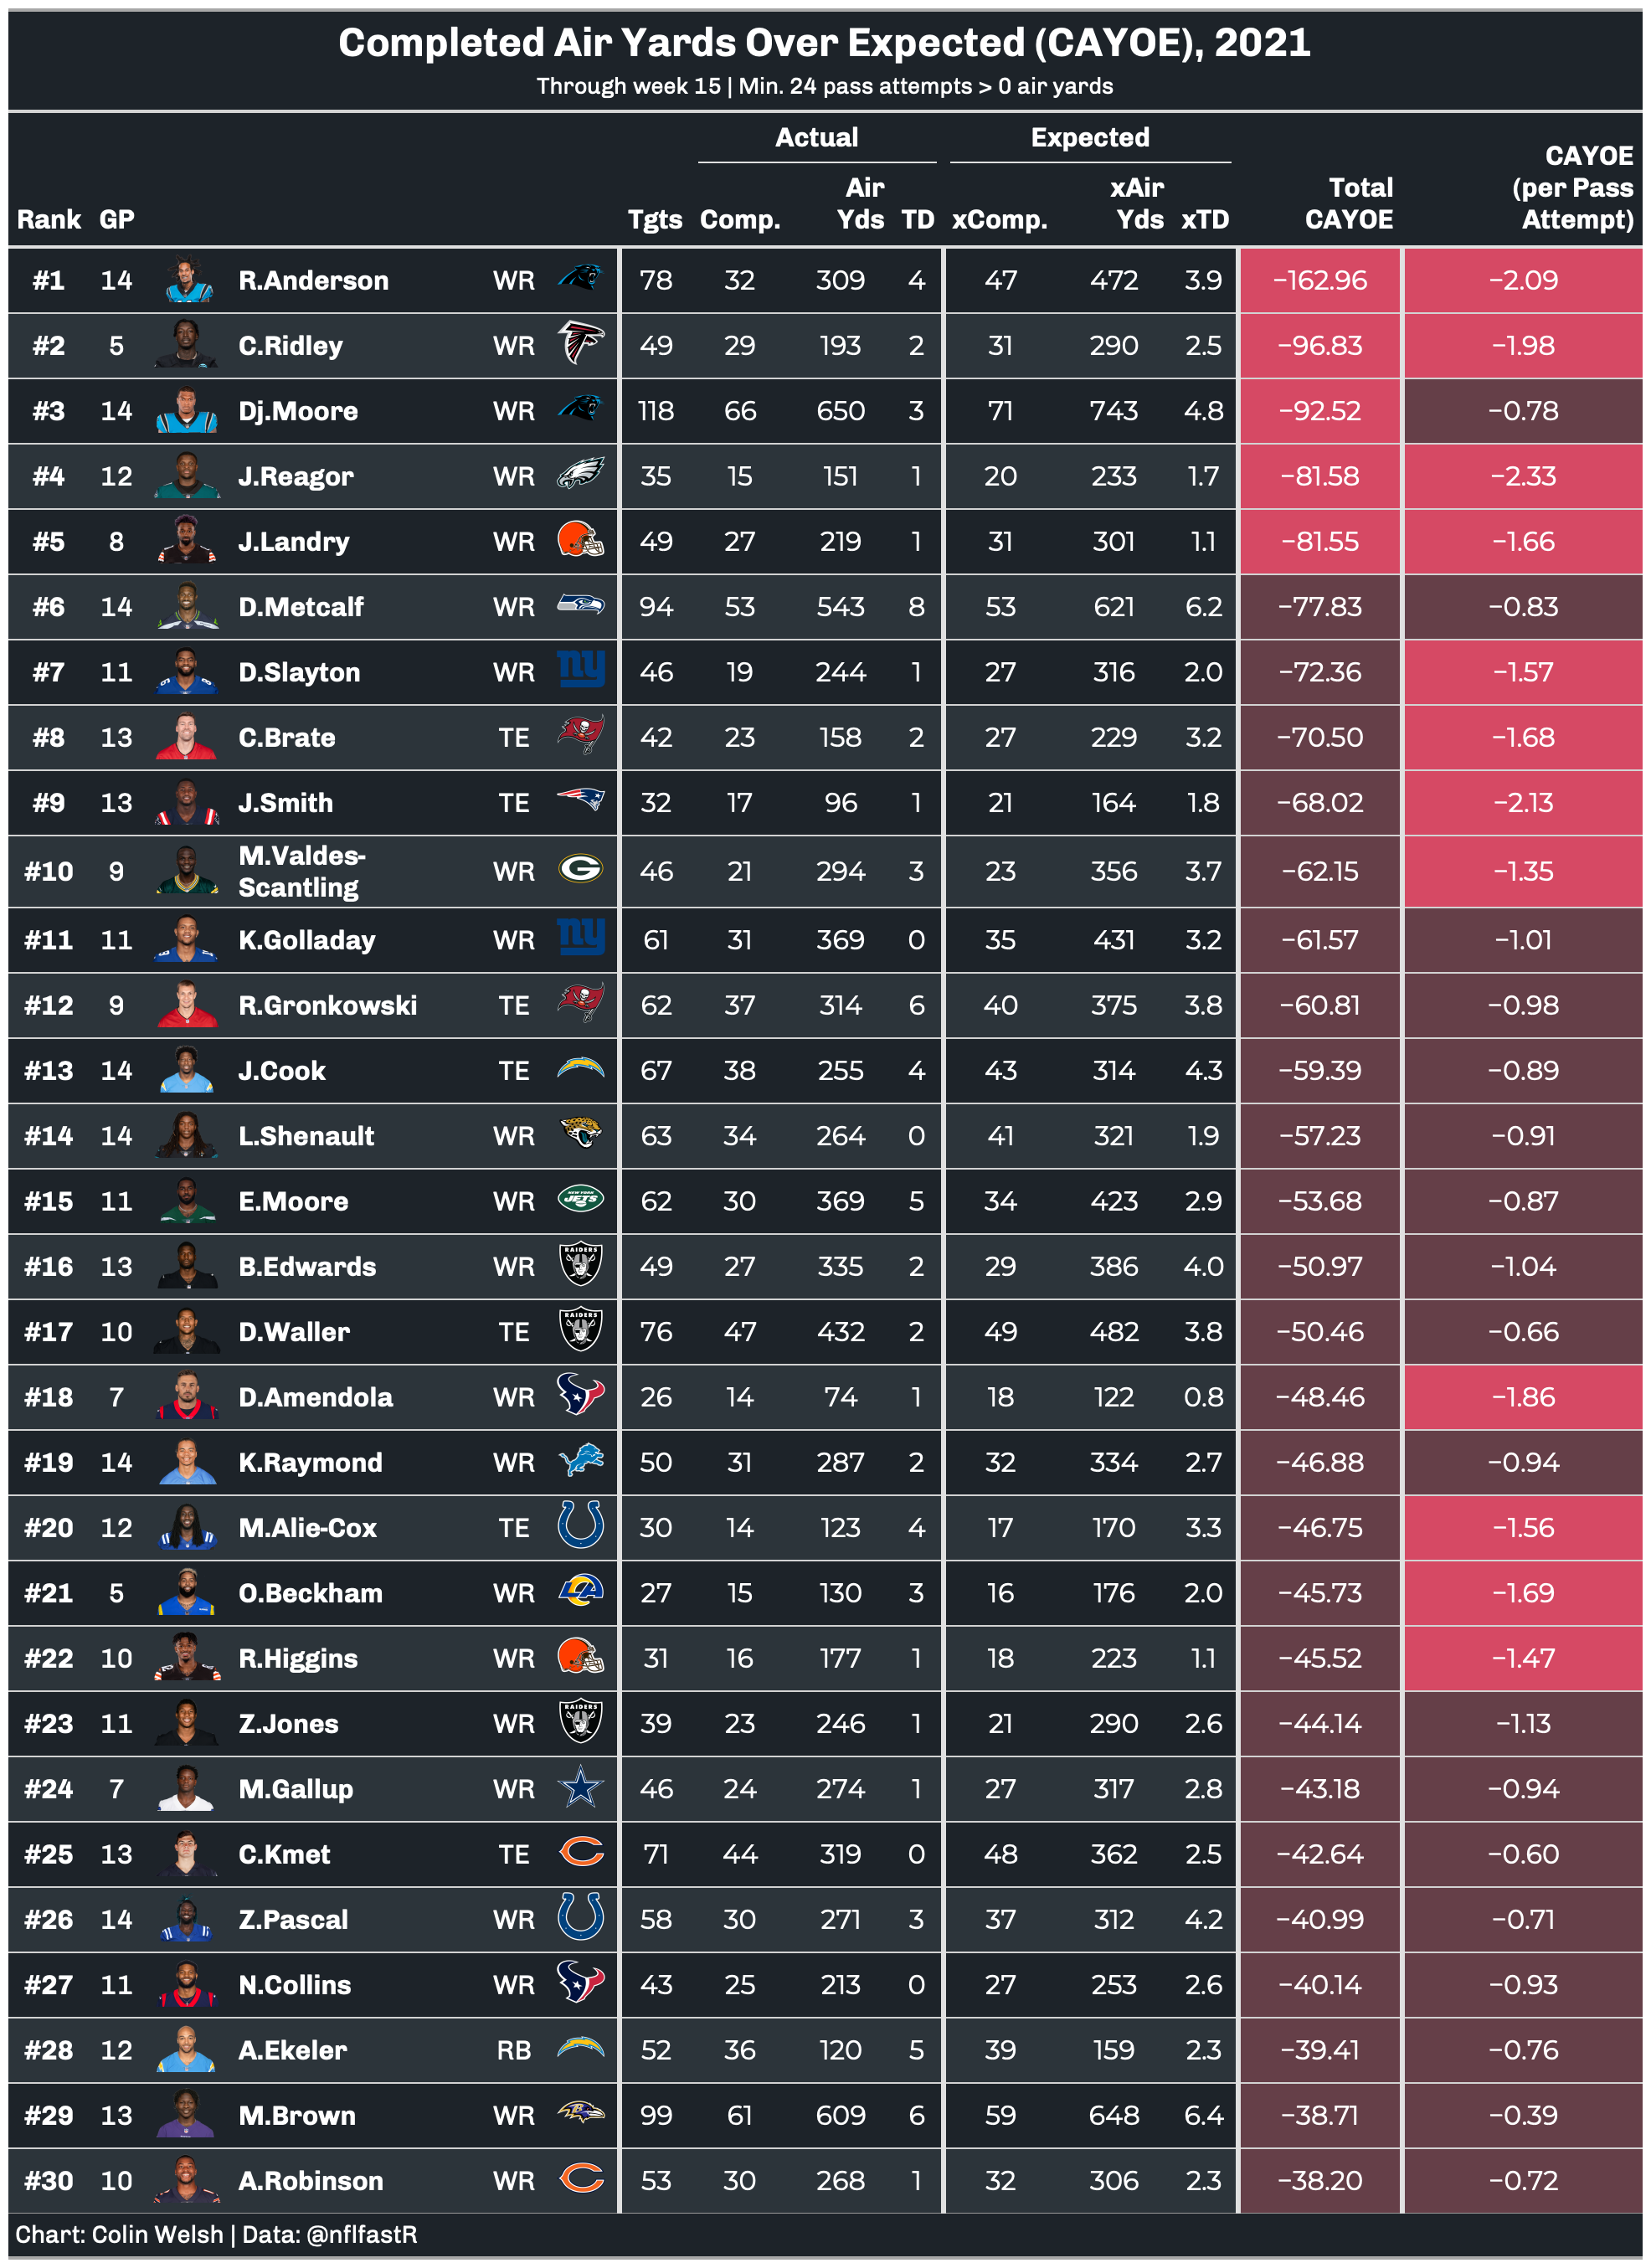 Completed Air Yards Over Expected (CAYOE), 2021
Through week 15 | Min. 24 pass attempts > 0 air yards
Actual Expected
Rank GP Tgts Comp. Air Yds TD xComp. xAir Yds xTD Total CAYOE CAYOE (per Pass Attempt)
#1 14 R.Anderson WR 78 32 309 4 47 472 3.9 −162.96 −2.09
#2 5 C.Ridley WR 49 29 193 2 31 290 2.5 −96.83 −1.98
#3 14 Dj.Moore WR 118 66 650 3 71 743 4.8 −92.52 −0.78
#4 12 J.Reagor WR 35 15 151 1 20 233 1.7 −81.58 −2.33
#5 8 J.Landry WR 49 27 219 1 31 301 1.1 −81.55 −1.66
#6 14 D.Metcalf WR 94 53 543 8 53 621 6.2 −77.83 −0.83
#7 11 D.Slayton WR ny 46 19 244 1 27 316 2.0 −72.36 −1.57
#8 13 C.Brate TE 42 23 158 2 27 229 3.2 −70.50 −1.68
#9 13 J.Smith TE 32 17 96 1 21 164 1.8 −68.02 −2.13
#10 9 M.Valdes-Scantling WR G 46 21 294 3 23 356 3.7 −62.15 −1.35
#11 11 K.Golladay WR ny 61 31 369 0 35 431 3.2 −61.57 −1.01
#12 9 R.Gronkowski TE 62 37 314 6 40 375 3.8 −60.81 −0.98
#13 14 J.Cook TE 67 38 255 4 43 314 4.3 −59.39 −0.89
#14 14 L.Shenault WR 63 34 264 0 41 321 1.9 −57.23 −0.91
#15 11 E.Moore WR NEW YORK JETS 62 30 369 5 34 423 2.9 −53.68 −0.87
#16 13 B.Edwards WR RAIDERS 49 27 335 2 29 386 4.0 −50.97 −1.04
#17 10 D.Waller TE RAIDERS 76 47 432 2 49 482 3.8 −50.46 −0.66
#18 7 D.Amendola WR 26 14 74 1 18 122 0.8 −48.46 −1.86
#19 14 K.Raymond WR 50 31 287 2 32 334 2.7 −46.88 −0.94
#20 12 M.Alie-Cox TE 30 14 123 4 17 170 3.3 −46.75 −1.56
#21 5 O.Beckham WR LA 27 15 130 3 16 176 2.0 −45.73 −1.69
#22 10 R.Higgins WR 31 16 177 1 18 223 1.1 −45.52 −1.47
#23 11 Z.Jones WR RAIDERS 39 23 246 1 21 290 2.6 −44.14 −1.13
#24 7 M.Gallup WR 46 24 274 1 27 317 2.8 −43.18 −0.94
#25 13 C.Kmet TE C 71 44 319 0 48 362 2.5 −42.64 −0.60
#26 14 Z.Pascal WR 58 30 271 3 37 312 4.2 −40.99 −0.71
#27 11 N.Collins WR 43 25 213 0 27 253 2.6 −40.14 −0.93
#28 12 A.Ekeler RB 52 36 120 5 39 159 2.3 −39.41 −0.76
#29 13 M.Brown WR B 99 61 609 6 59 648 6.4 −38.71 −0.39
#30 10 A.Robinson WR C 53 30 268 1 32 306 2.3 −38.20 −0.72
Chart: Colin Welsh | Data: @nflfastR